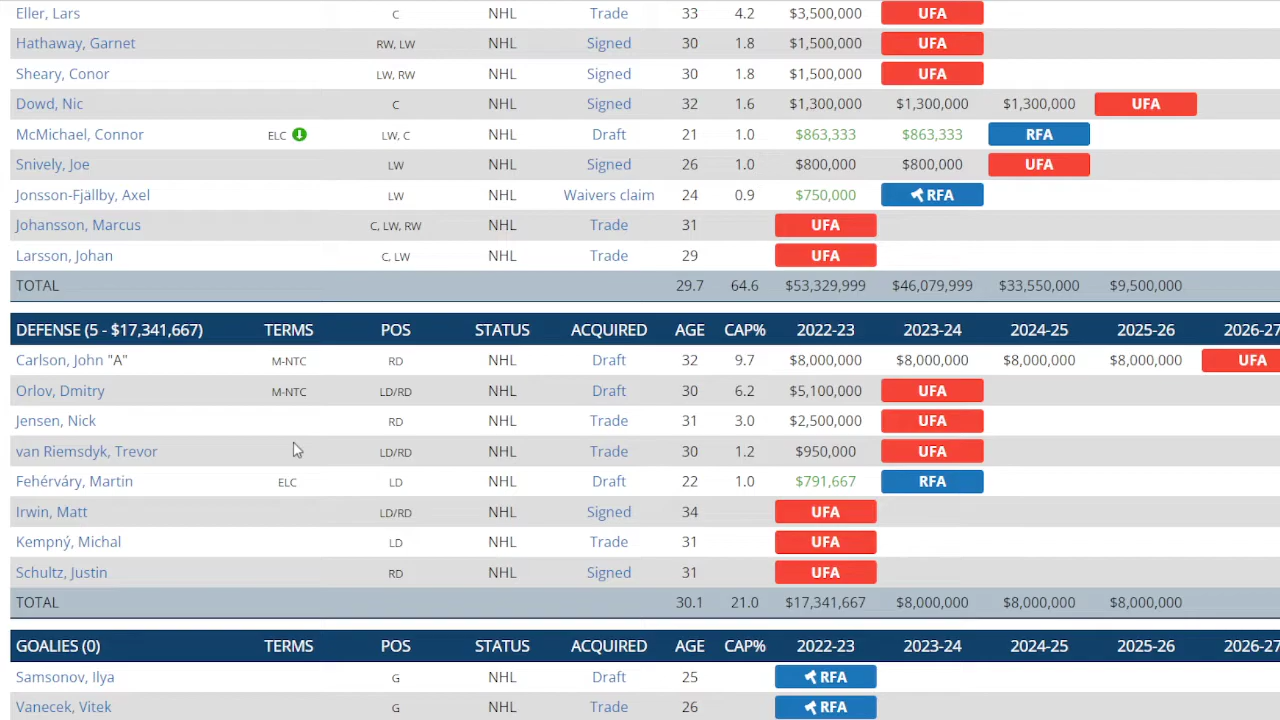 Eller, Lars C NHL Trade 33 4.2 $3,500,000 UFA
Hathaway, Garnet RW, LW NHL Signed 30 1.8 $1,500,000 UFA
Sheary, Conor LW, RW NHL Signed 30 1.8 $1,500,000 UFA
Dowd, Nic C NHL Signed 32 1.6 $1,300,000 $1,300,000 $1,300,000 UFA
McMichael, Connor ELC LW, C NHL Draft 21 1.0 $863,333 $863,333 RFA
Snively, Joe LW NHL Signed 26 1.0 $800,000 $800,000 UFA
Jonsson-Fjällby, Axel LW NHL Waivers claim 24 0.9 $750,000 RFA
Johansson, Marcus C, LW, RW NHL Trade 31 UFA
Larsson, Johan C, LW NHL Trade 29 UFA
TOTAL 29.7 64.6 $53,329,999 $46,079,999 $33,550,000 $9,500,000
DEFENSE (5 - $17,341,667) TERMS POS STATUS ACQUIRED AGE CAP% 2022-23 2023-24 2024-25 2025-26 2026-27
Carlson, John "A" M-NTC RD NHL Draft 32 9.7 $8,000,000 $8,000,000 $8,000,000 $8,000,000 UFA
Orlov, Dmitry M-NTC LD/RD NHL Draft 30 6.2 $5,100,000 UFA
Jensen, Nick RD NHL Trade 31 3.0 $2,500,000 UFA
van Riemsdyk, Trevor LD/RD NHL Signed 30 1.2 $950,000 UFA
Fehérváry, Martin ELC LD NHL Draft 22 1.0 $791,667 RFA
Irwin, Matt LD/RD NHL Signed 34 UFA
Kempný, Michal LD NHL Trade 31 UFA
Schultz, Justin RD NHL Signed 31 UFA
TOTAL 30.1 21.0 $17,341,667 $8,000,000 $8,000,000 $8,000,000
GOALIES (0) TERMS POS STATUS ACQUIRED AGE CAP% 2022-23 2023-24 2024-25 2025-26 2026-27
Samsonov, Ilya G NHL Draft 25 RFA
Vanecek, Vitek G NHL Trade 26 RFA